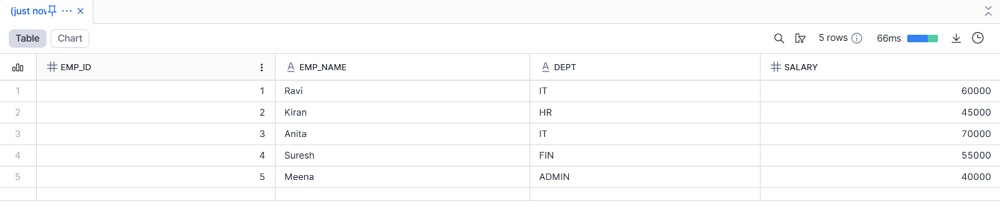 (just now
Table Chart 5 rows 66ms
EMP_ID EMP_NAME DEPT SALARY
1 1 Ravi IT 60000
2 2 Kiran HR 45000
3 3 Anita IT 70000
4 4 Suresh FIN 55000
5 5 Meena ADMIN 40000